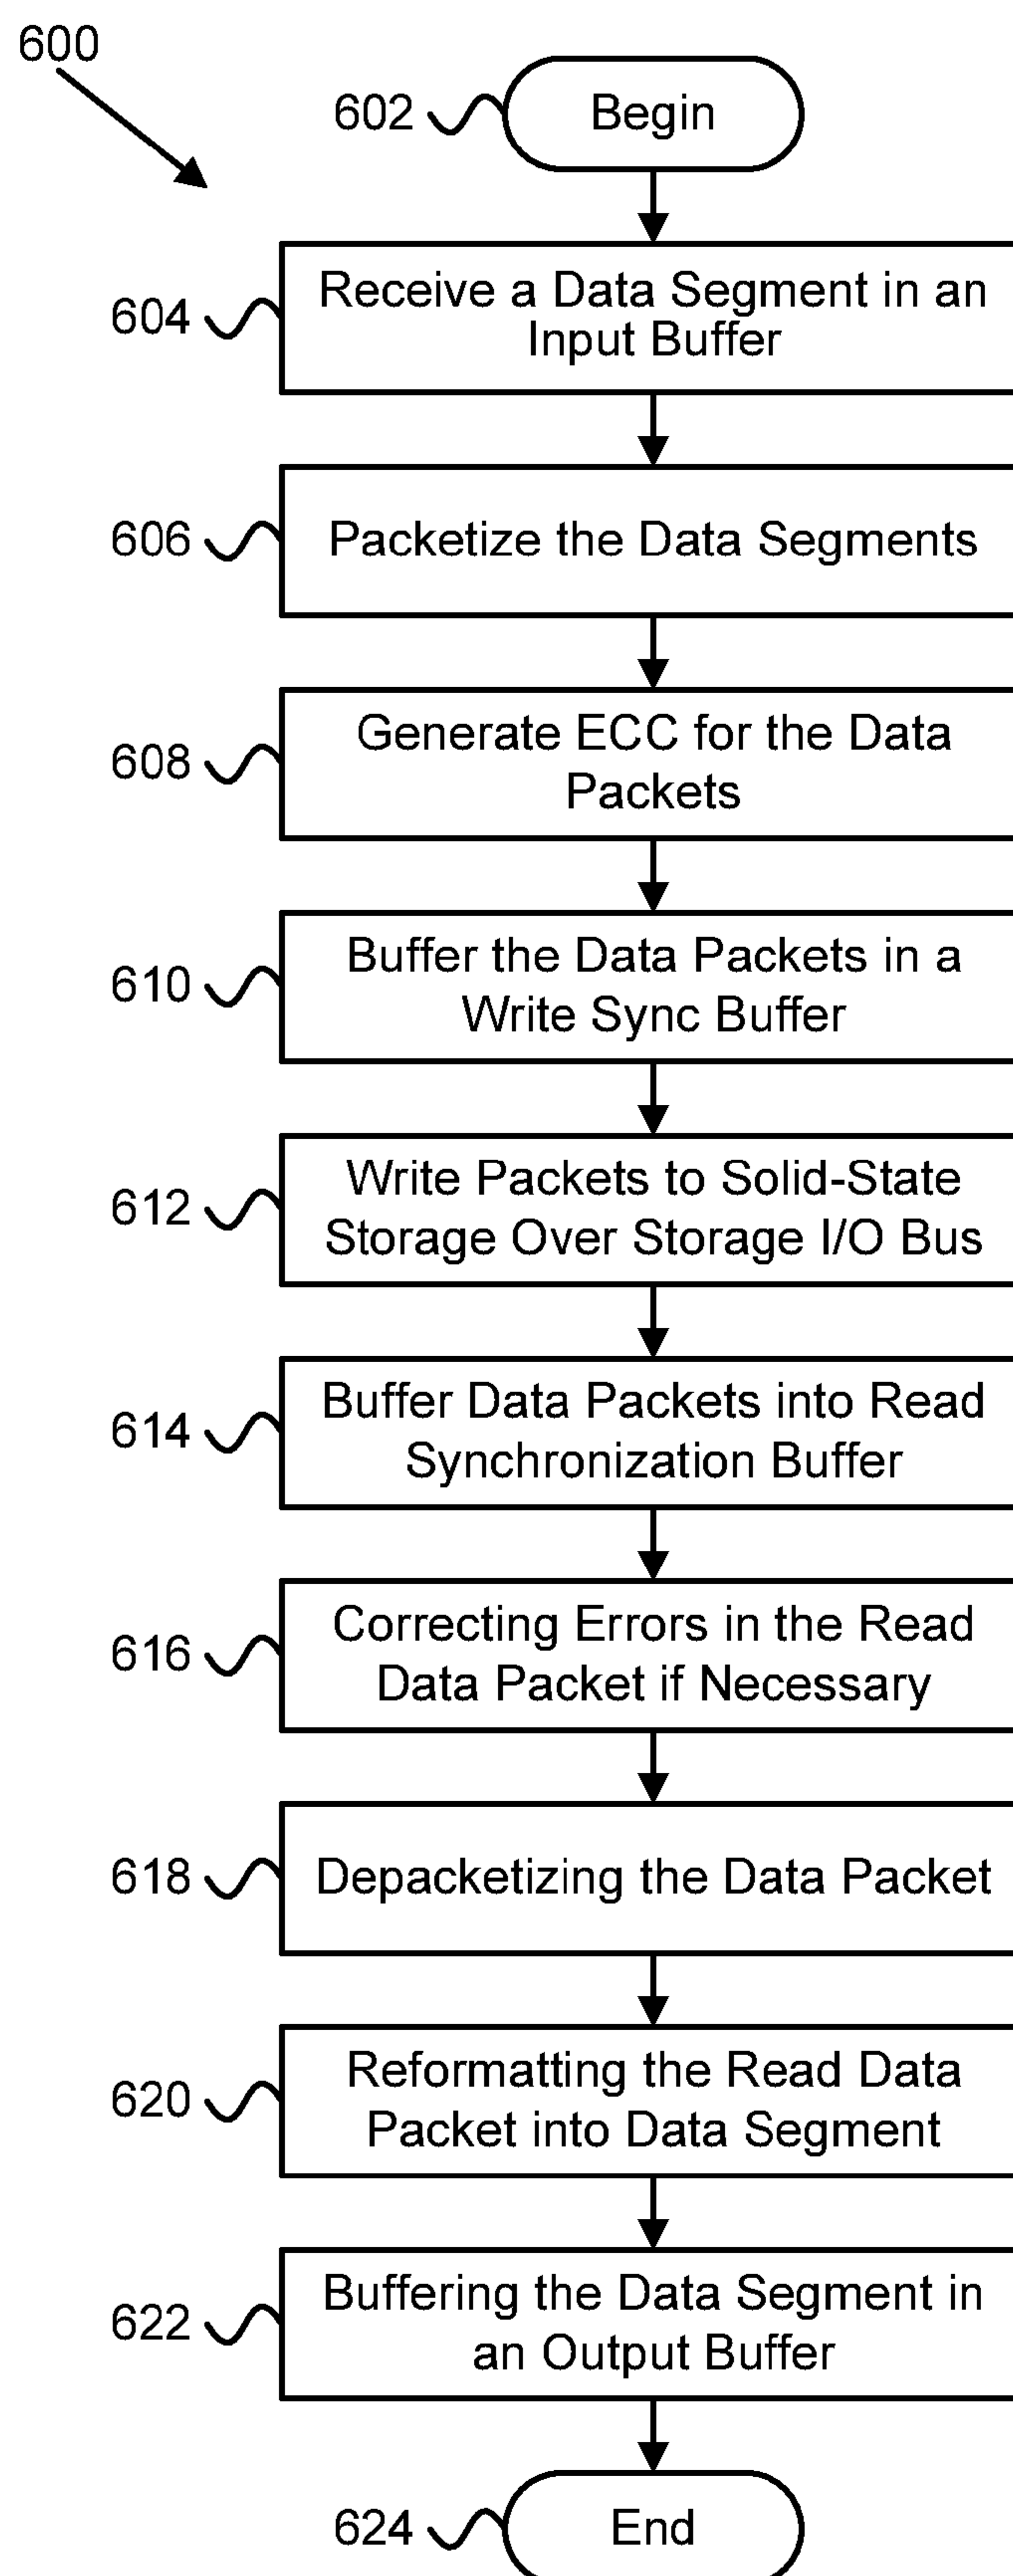 600
602
Begin
604
Receive a Data Segment in an
Input Buffer
606
Packetize the Data Segments
608
Generate ECC for the Data
Packets
610
Buffer the Data Packets in a
Write Sync Buffer
612
Write Packets to Solid-State
Storage Over Storage I/O Bus
614
Buffer Data Packets into Read
Synchronization Buffer
616
Correcting Errors in the Read
Data Packet if Necessary
618
Depacketizing the Data Packet
620
Reformatting the Read Data
Packet into Data Segment
622
Buffering the Data Segment in
an Output Buffer
624
End